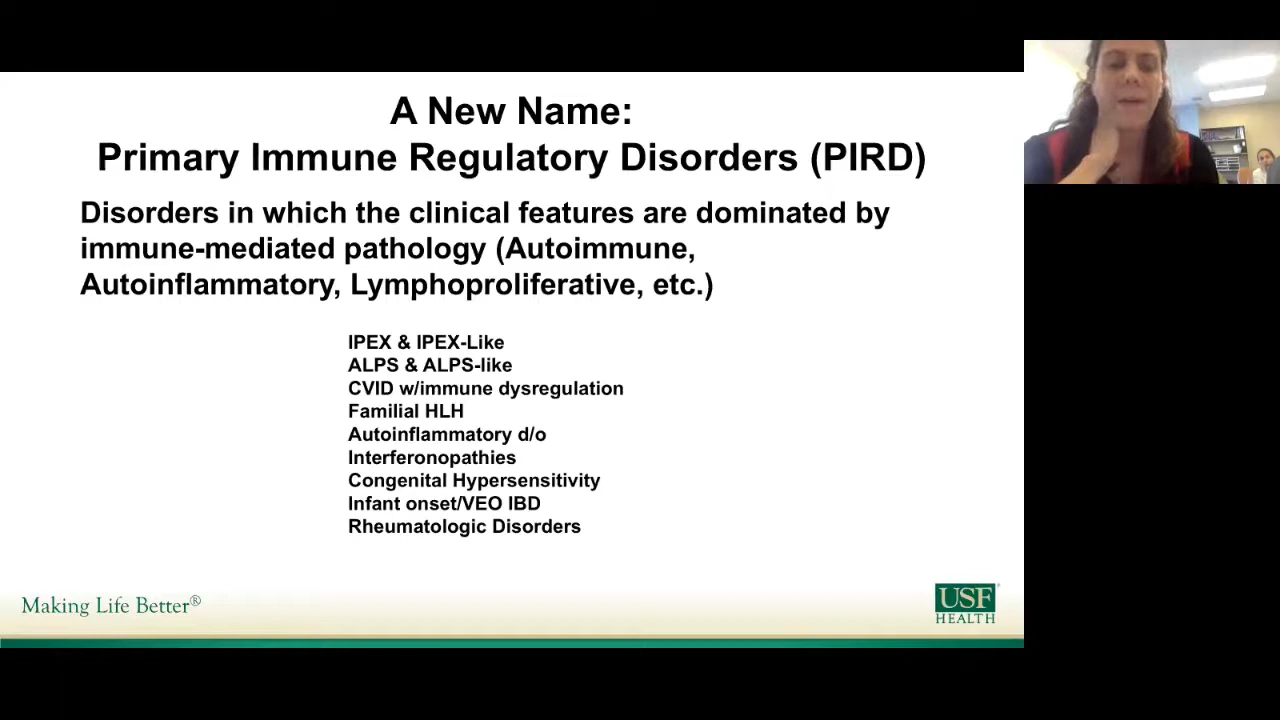 A New Name:
Primary Immune Regulatory Disorders (PIRD)
Disorders in which the clinical features are dominated by
immune-mediated pathology (Autoimmune,
Autoinflammatory, Lymphoproliferative, etc.)
IPEX & IPEX-Like
ALPS & ALPS-like
CVID w/immune dysregulation
Familial HLH
Autoinflammatory d/o
Interferonopathies
Congenital Hypersensitivity
Infant onset/VEO IBD
Rheumatologic Disorders
Making Life Better®
USF
HEALTH